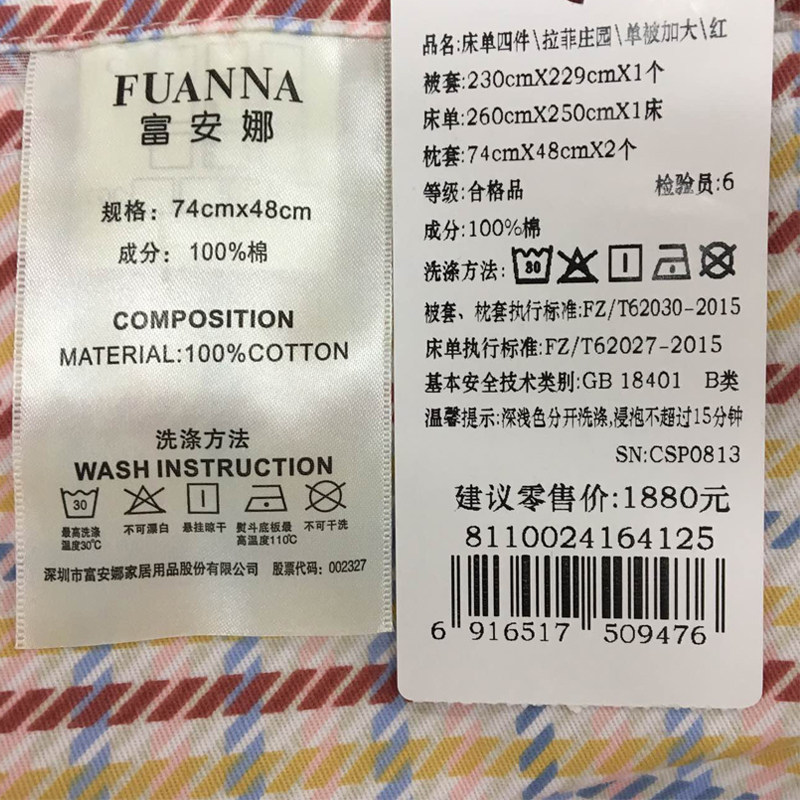 FUANNA
富安娜
规格：74cmx48cm
成分：100%棉
COMPOSITION
MATERIAL:100%COTTON
洗涤方法
WASH INSTRUCTION
30
最高洗涤温度30℃
不可漂白
悬挂晾干
熨斗底板最高温度110℃
不可干洗
深圳市富安娜家居用品股份有限公司 股票代码：002327
品名:床单四件\拉菲庄园\单被加大\红
被套:230cmX229cmX1个
床单:260cmX250cmX1床
枕套:74cmX48cmX2个
等级:合格品 检验员:6
成分:100%棉
洗涤方法: 30
被套、枕套执行标准:FZ/T62030-2015
床单执行标准:FZ/T62027-2015
基本安全技术类别:GB 18401 B类
温馨提示:深浅色分开洗涤,浸泡不超过15分钟
SN:CSP0813
建议零售价:1880元
8110024164125
6 916517 509476